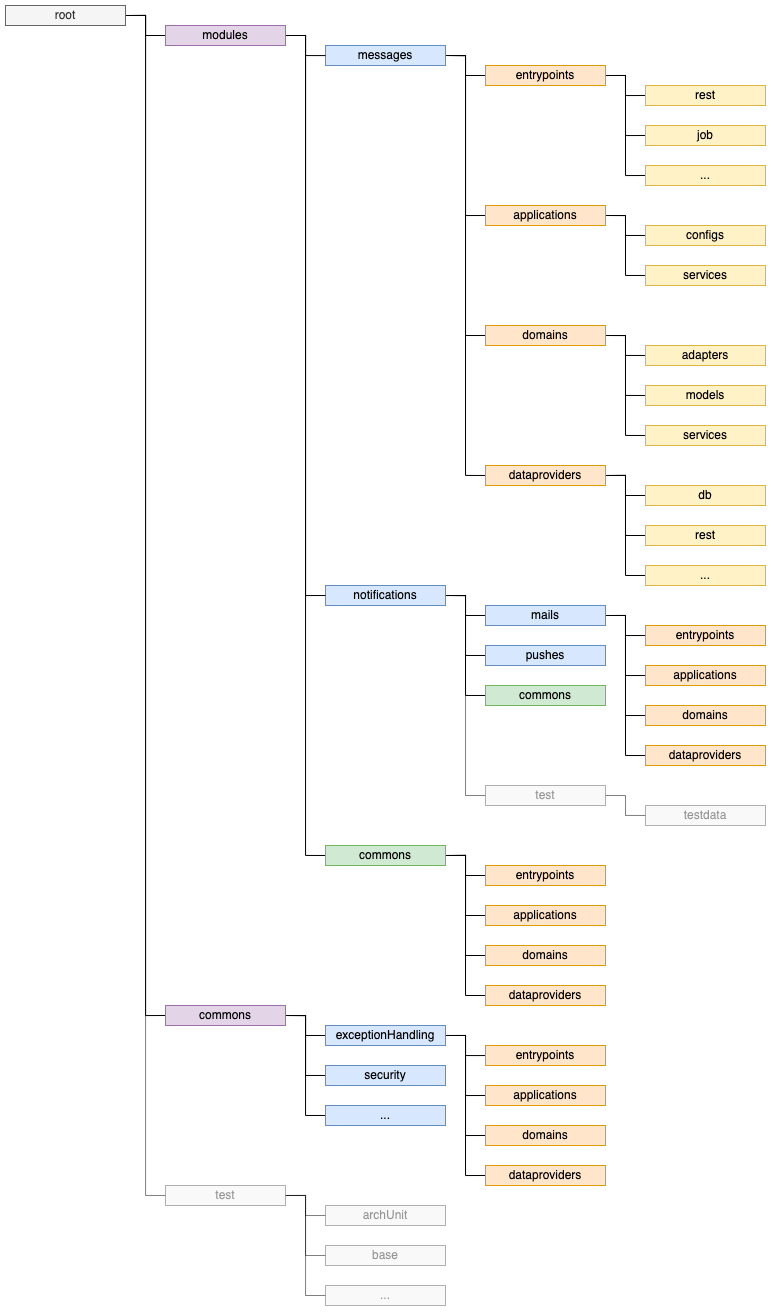 root
modules
messages
entrypoints
rest
job
...
applications
configs
services
domains
adapters
models
services
dataproviders
db
rest
...
notifications
mails
entrypoints
pushes
applications
commons
domains
dataproviders
test
testdata
commons
entrypoints
applications
domains
dataproviders
commons
exceptionHandling
entrypoints
security
applications
...
domains
dataproviders
test
archUnit
base
...